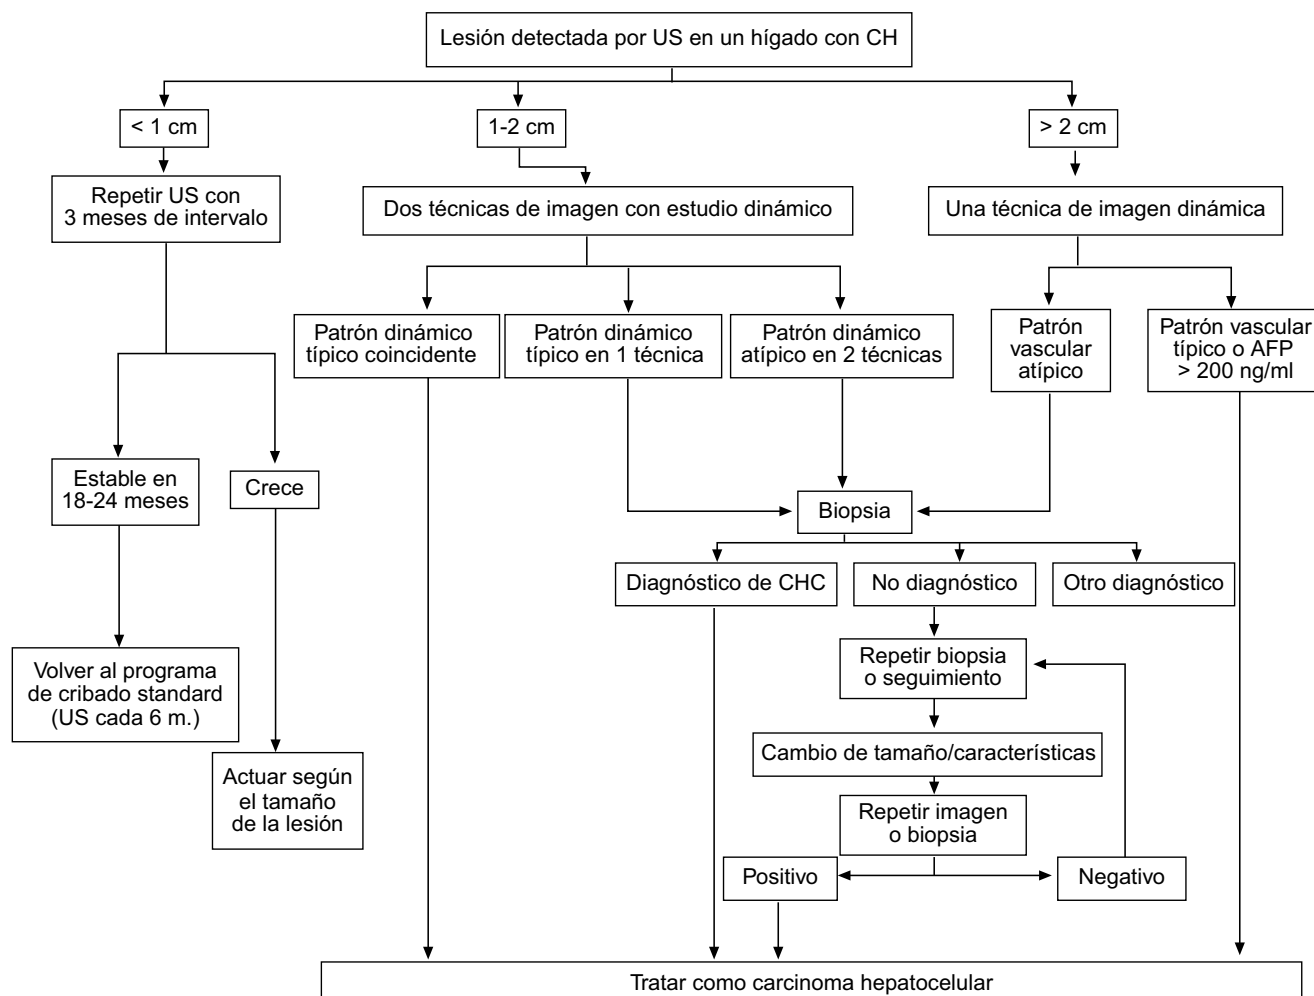 Lesión detectada por US en un hígado con CH
< 1 cm
1-2 cm
> 2 cm
Repetir US con
3 meses de intervalo
Dos técnicas de imagen con estudio dinámico
Una técnica de imagen dinámica
Patrón dinámico
típico coincidente
Patrón dinámico
típico en 1 técnica
Patrón dinámico
atípico en 2 técnicas
Patrón
vascular
atípico
Patrón vascular
típico o AFP
> 200 ng/ml
Estable en
18-24 meses
Crece
Biopsia
Diagnóstico de CHC
No diagnóstico
Otro diagnóstico
Volver al programa
de cribado standard
(US cada 6 m.)
Repetir biopsia
o seguimiento
Cambio de tamaño/características
Actuar según
el tamaño
de la lesión
Repetir imagen
o biopsia
Positivo
Negativo
Tratar como carcinoma hepatocelular